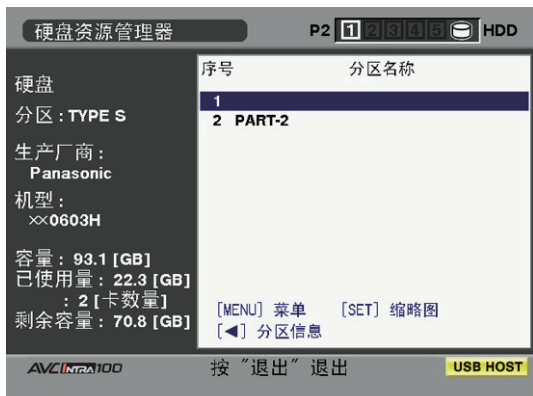 硬盘资源管理器
P2 1 2 3 4 5 HDD
硬盘
分区：TYPE S
生产厂商：
Panasonic
机型：
××0603H
容量：93.1 [GB]
已使用量：22.3 [GB]
：2 [卡数量]
剩余容量：70.8 [GB]
序号 分区名称
1
2 PART-2
[MENU] 菜单 [SET] 缩略图
[◀] 分区信息
AVC INTRA 100
按 "退出" 退出
USB HOST